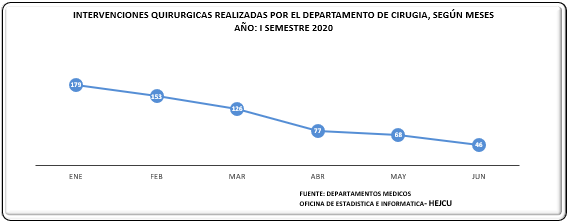 INTERVENCIONES QUIRURGICAS REALIZADAS POR EL DEPARTAMENTO DE CIRUGIA, SEGÚN MESES
AÑO: I SEMESTRE 2020
179
153
126
77
68
46
ENE FEB MAR ABR MAY JUN
FUENTE: DEPARTAMENTOS MEDICOS
OFICINA DE ESTADISTICA E INFORMATICA- HEJCU